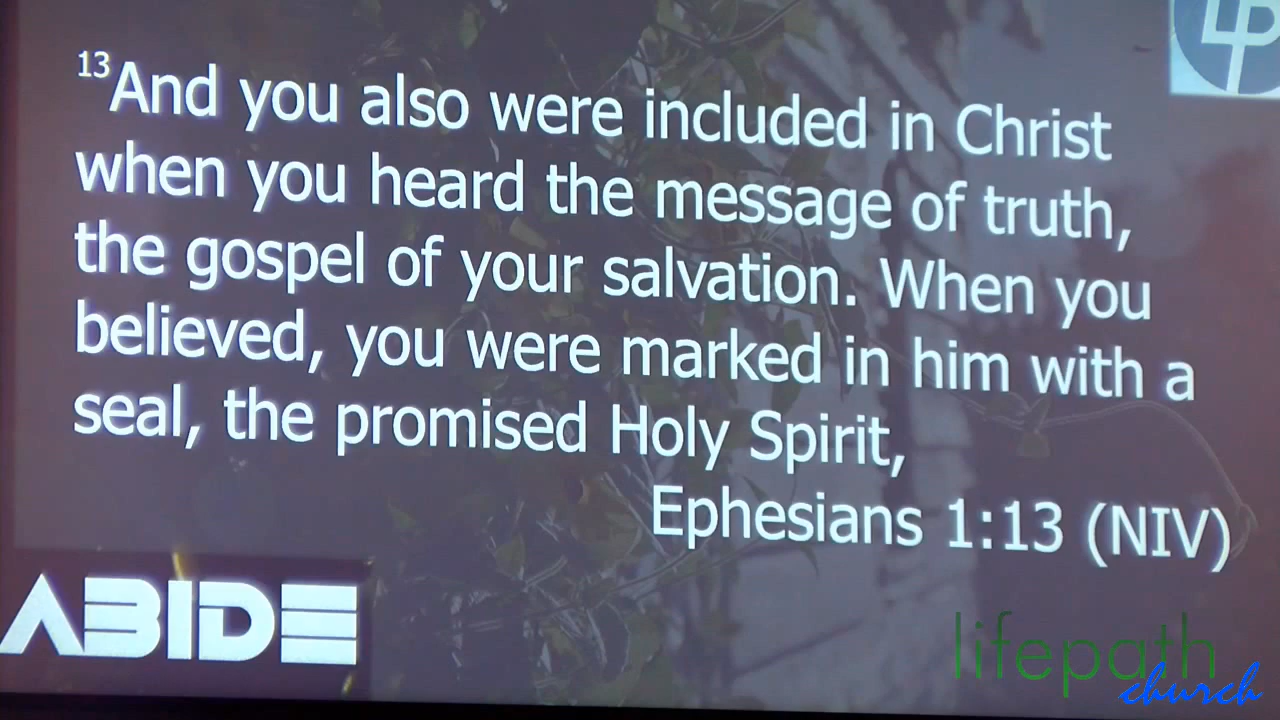 LP
13And you also were included in Christ
when you heard the message of truth,
the gospel of your salvation. When you
believed, you were marked in him with a
seal, the promised Holy Spirit,
Ephesians 1:13 (NIV)
ABIDE
lifepath
church